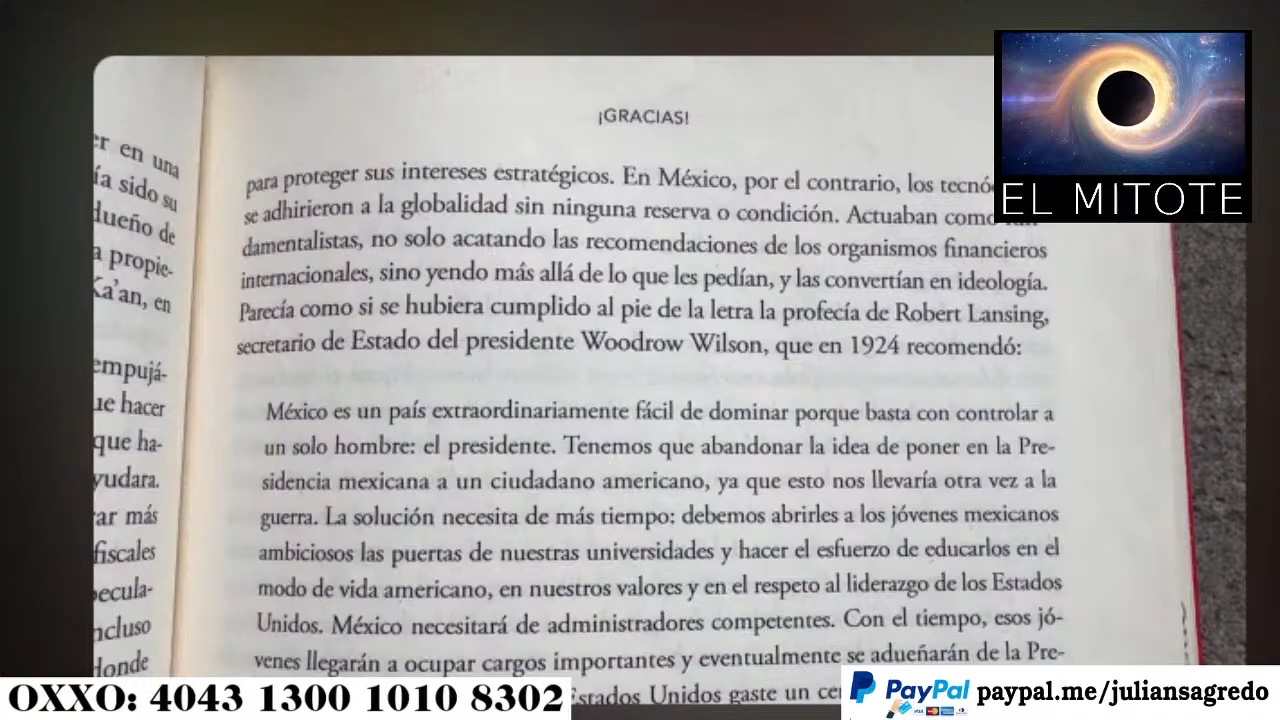 ¡GRACIAS!
er en una
ía sido su
dueño de
a propie-
Ka'an, en
empujá-
ue hacer
que ha-
yudara.
ar más
fiscales
pecula-
ncluso
donde
para proteger sus intereses estratégicos. En México, por el contrario, los tecnó
se adhirieron a la globalidad sin ninguna reserva o condición. Actuaban como
damentalistas, no solo acatando las recomendaciones de los organismos financieros
internacionales, sino yendo más allá de lo que les pedían, y las convertían en ideología.
Parecía como si se hubiera cumplido al pie de la letra la profecía de Robert Lansing,
secretario de Estado del presidente Woodrow Wilson, que en 1924 recomendó:
México es un país extraordinariamente fácil de dominar porque basta con controlar a
un solo hombre: el presidente. Tenemos que abandonar la idea de poner en la Pre-
sidencia mexicana a un ciudadano americano, ya que esto nos llevaría otra vez a la
guerra. La solución necesita de más tiempo: debemos abrirles a los jóvenes mexicanos
ambiciosos las puertas de nuestras universidades y hacer el esfuerzo de educarlos en el
modo de vida americano, en nuestros valores y en el respeto al liderazgo de los Estados
Unidos. México necesitará de administradores competentes. Con el tiempo, esos jó-
venes llegarán a ocupar cargos importantes y eventualmente se adueñarán de la Pre-
Estados Unidos gaste un cen
EL MITOTE
OXXO: 4043 1300 1010 8302
PayPal paypal.me/juliansagredo